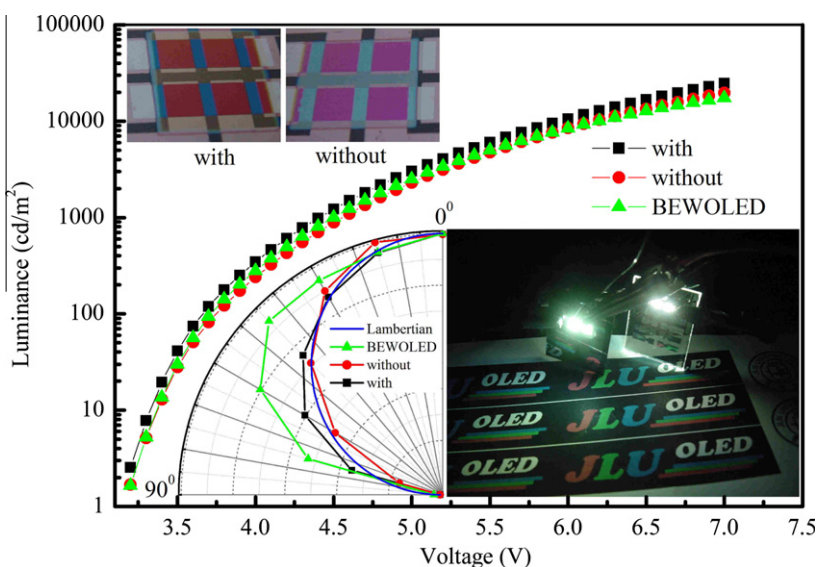 100000
10000
1000
100
10
1
Luminance (cd/m²)
3.5 4.0 4.5 5.0 5.5 6.0 6.5 7.0 7.5
Voltage (V)
with
without
with
without
BEWOLED
0⁰
90⁰
Lambertian
BEWOLED
without
with
U OLED JLU OLED
OLED JLU OLED
OLED JLU OLED